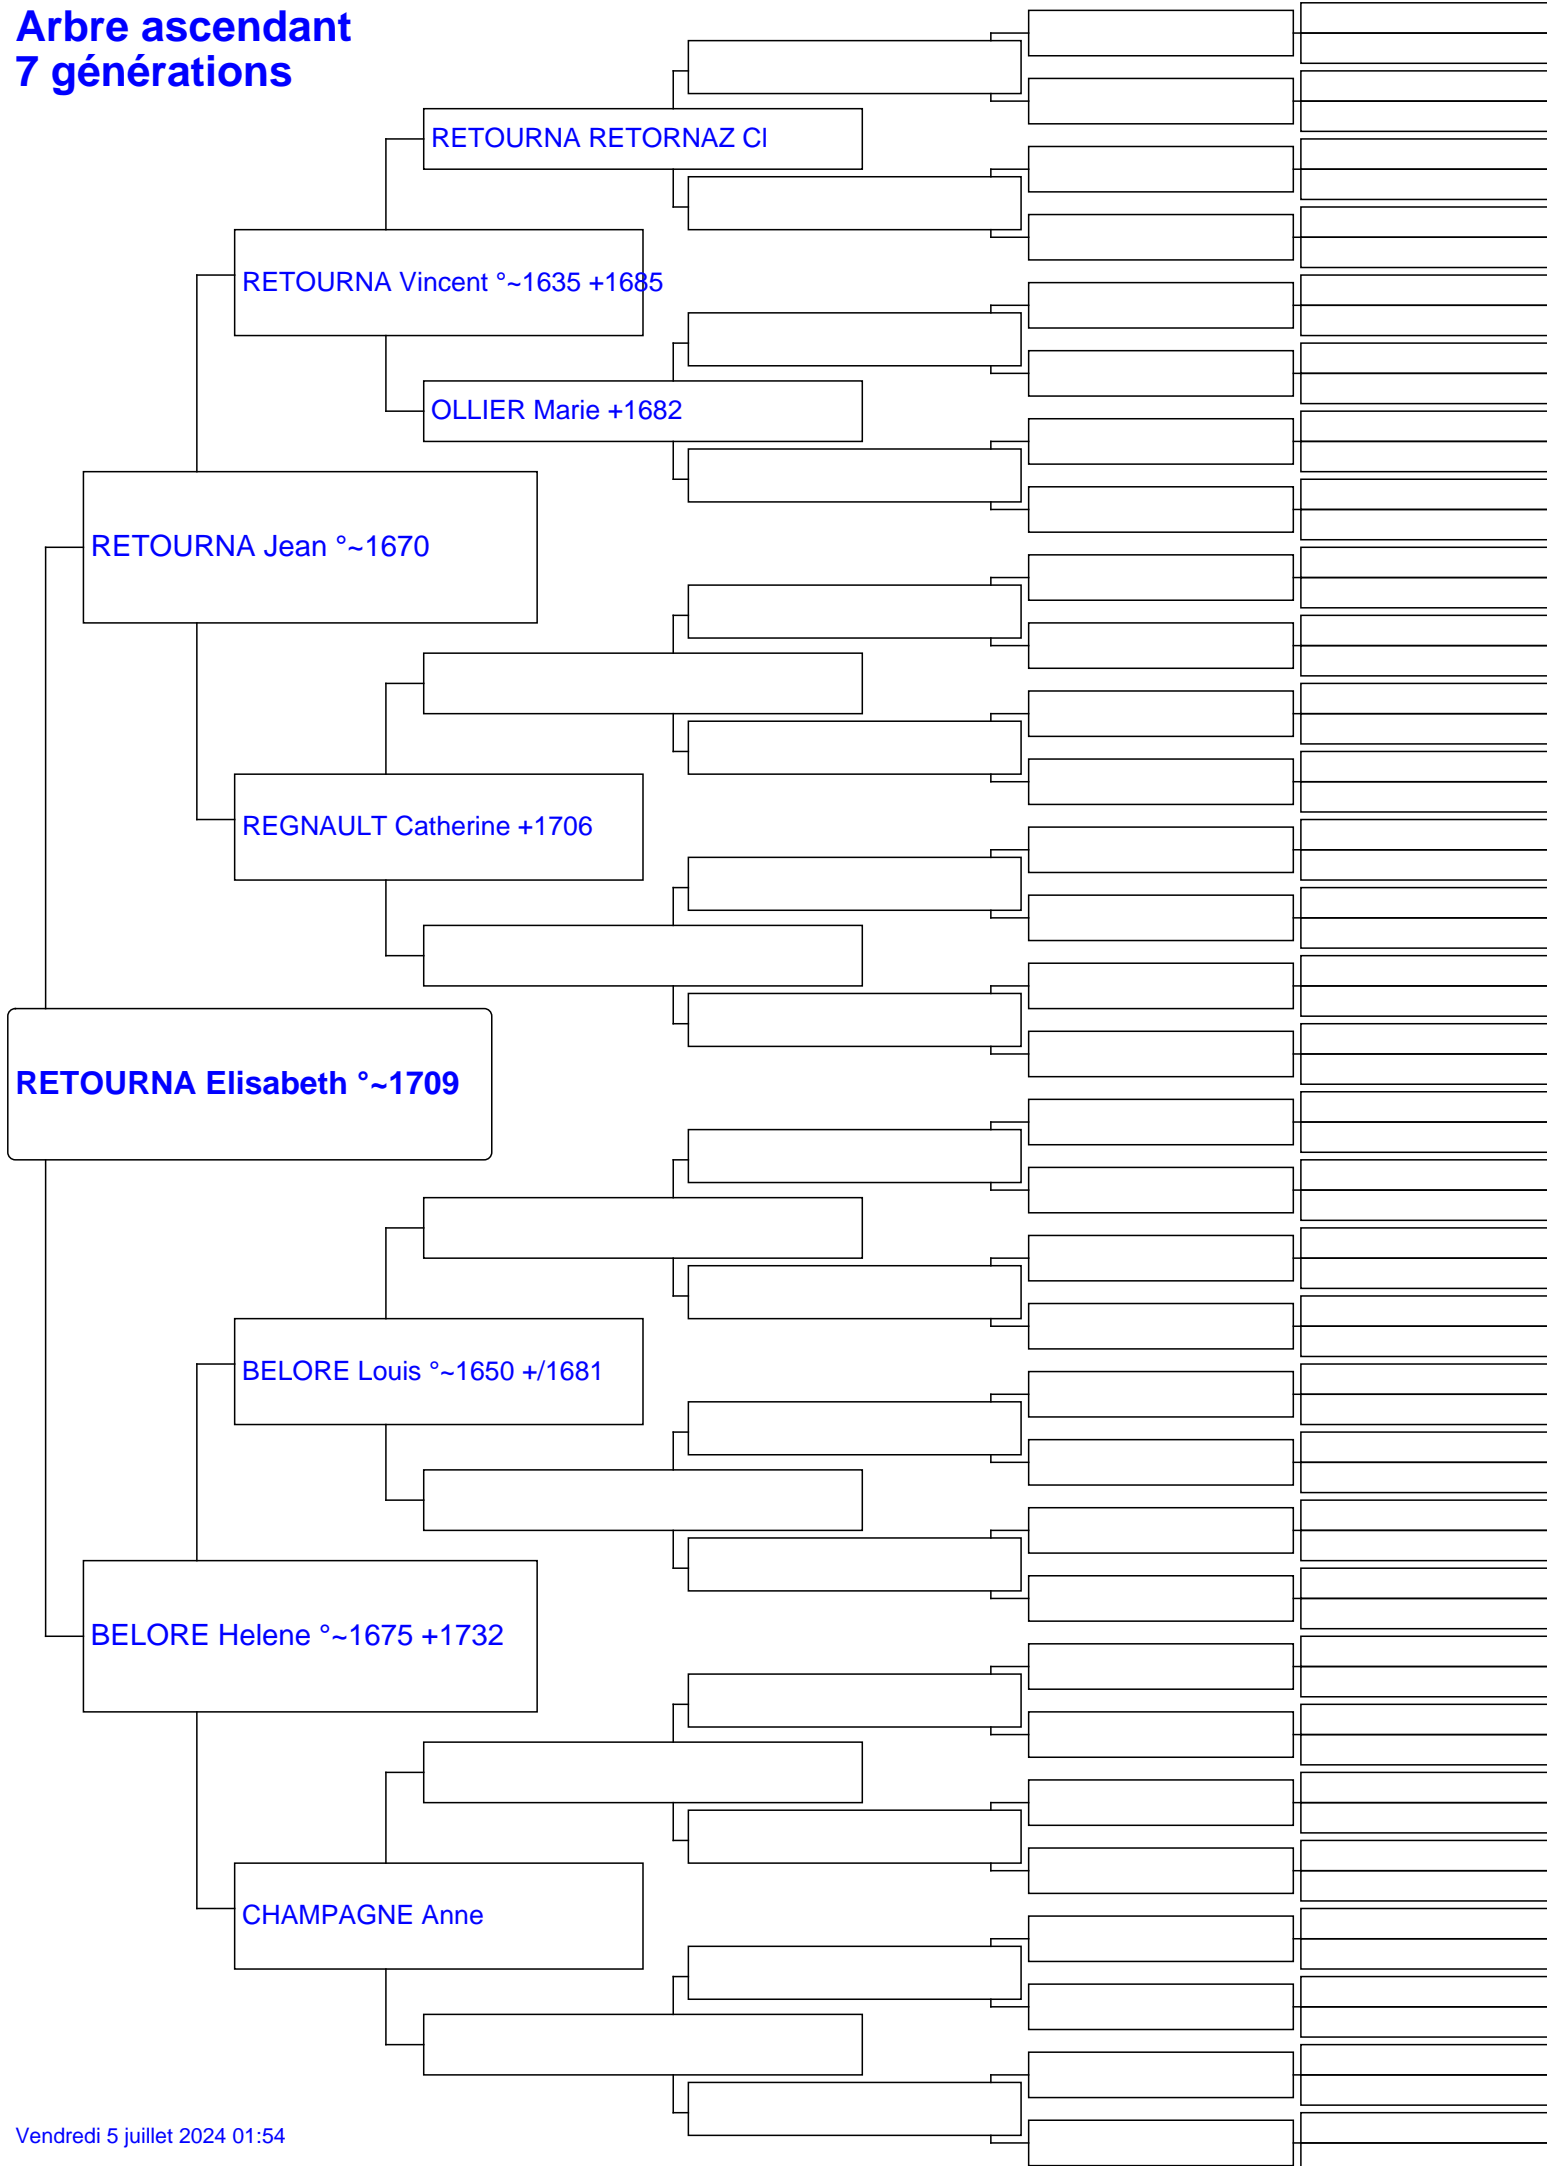 Arbre ascendant
7 générations
RETOURNA RETORNAZ Cl
RETOURNA Vincent °~1635 +1685
OLLIER Marie +1682
RETOURNA Jean °~1670
REGNAULT Catherine +1706
RETOURNA Elisabeth °~1709
BELORE Louis °~1650 +/1681
BELORE Helene °~1675 +1732
CHAMPAGNE Anne
Vendredi 5 juillet 2024 01:54